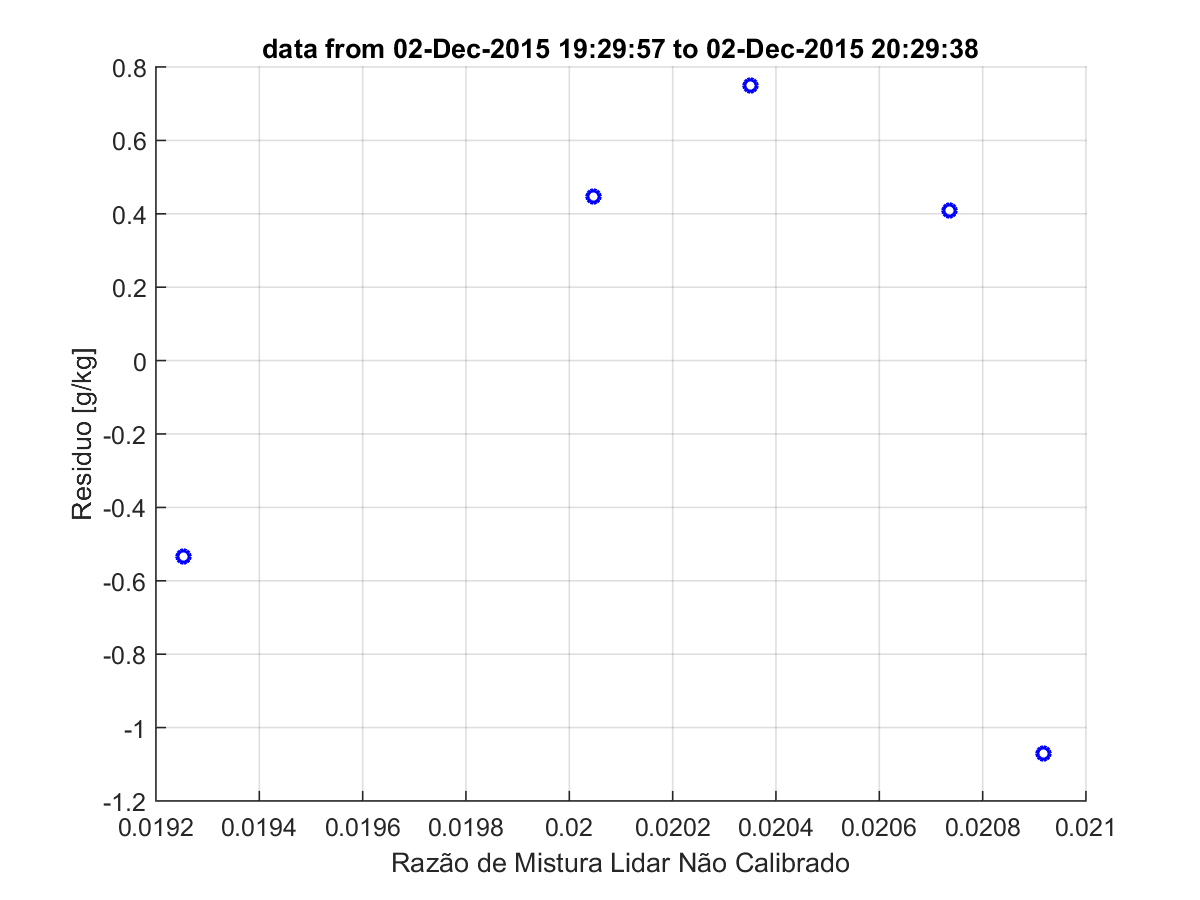 data from 02-Dec-2015 19:29:57 to 02-Dec-2015 20:29:38
0.8
0.6
0.4
0.2
0
-0.2
-0.4
-0.6
-0.8
-1
-1.2
Residuo [g/kg]
0.0192 0.0194 0.0196 0.0198 0.02 0.0202 0.0204 0.0206 0.0208 0.021
Razão de Mistura Lidar Não Calibrado